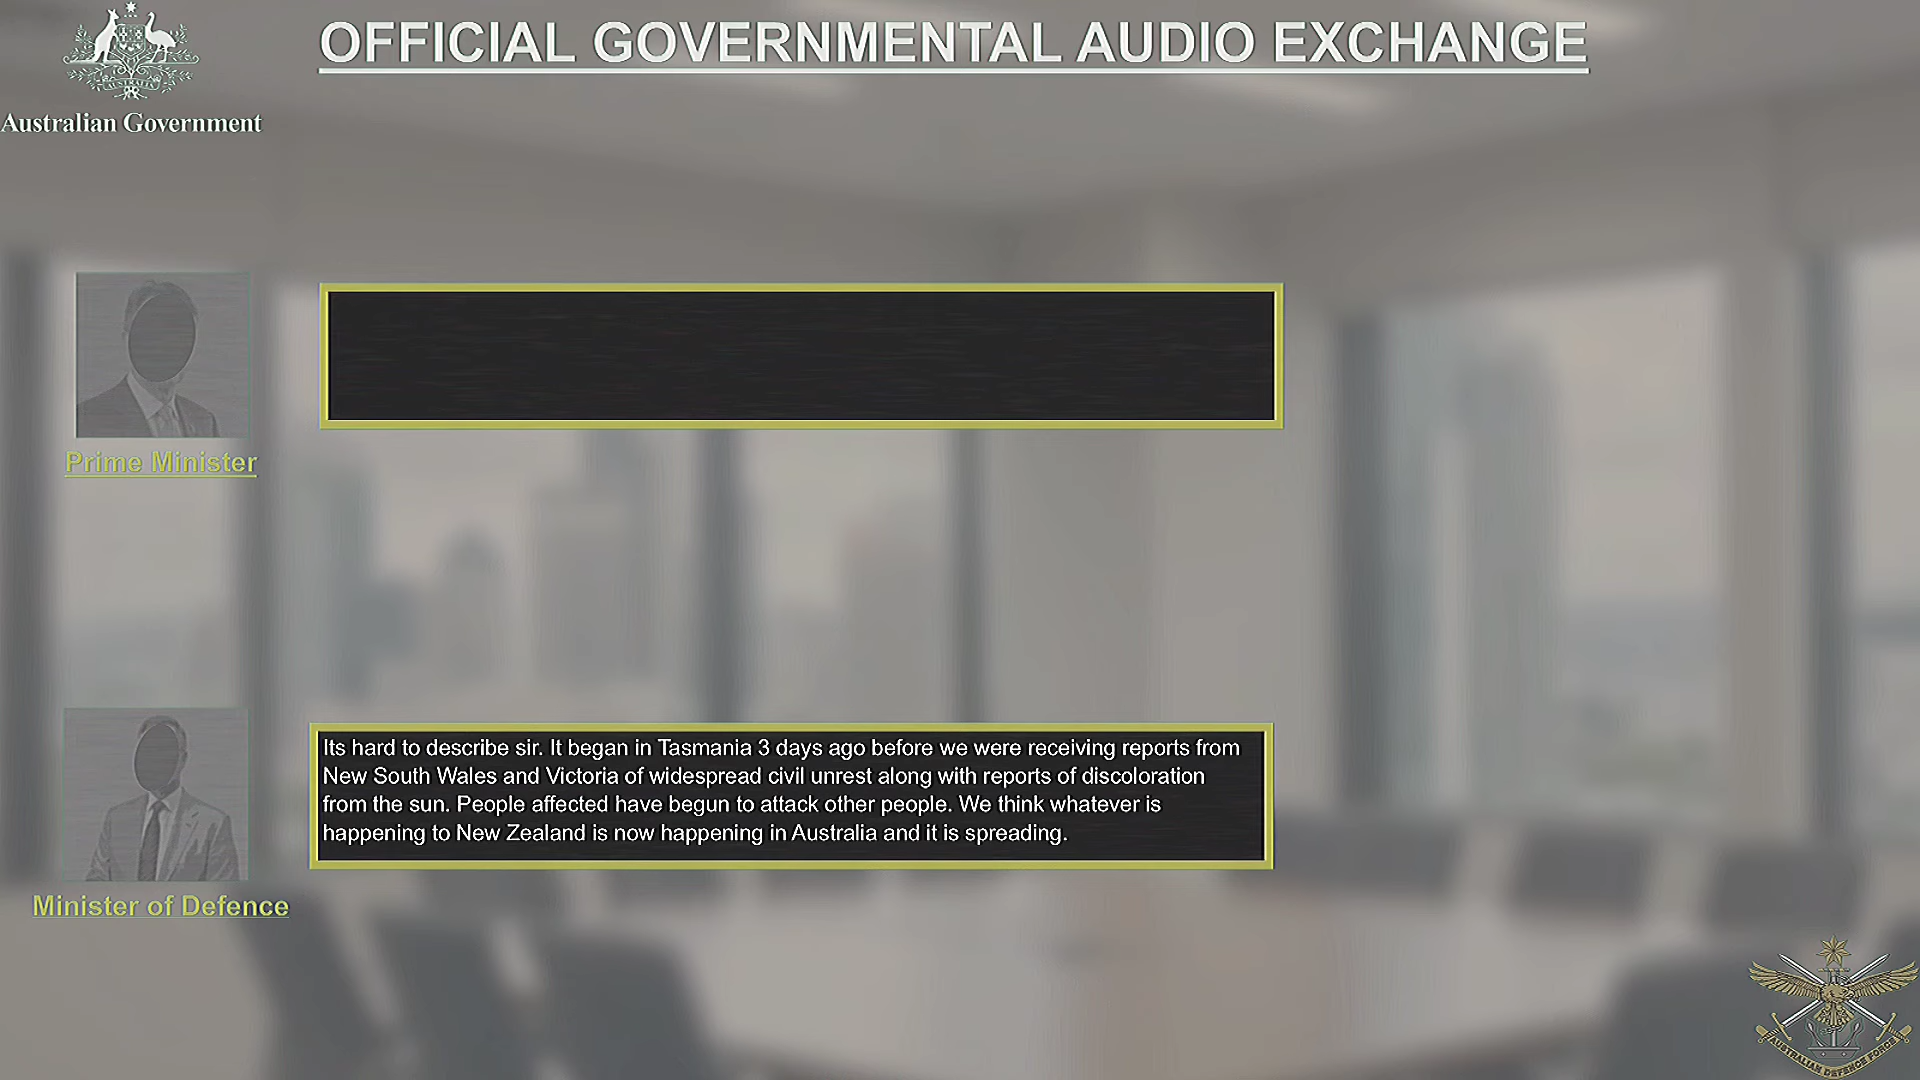 OFFICIAL GOVERNMENTAL AUDIO EXCHANGE
Australian Government
Prime Minister
Its hard to describe sir. It began in Tasmania 3 days ago before we were receiving reports from
New South Wales and Victoria of widespread civil unrest along with reports of discoloration
from the sun. People affected have begun to attack other people. We think whatever is
happening to New Zealand is now happening in Australia and it is spreading.
Minister of Defence
AUSTRALIAN DEFENCE FORCE